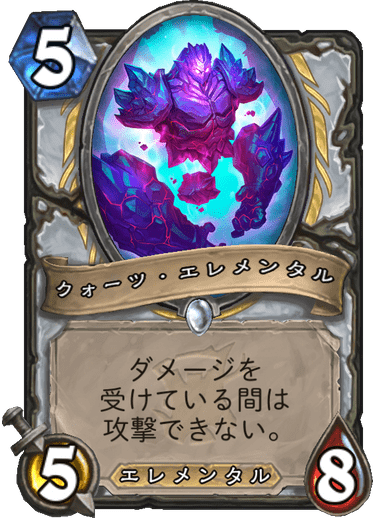 5
クォーツ・エレメンタル
ダメージを
受けている間は
攻撃できない。
5
エレメンタル
8